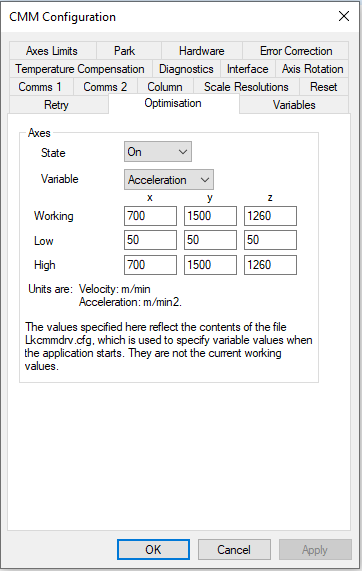 CMM Configuration
Axes Limits Park Hardware Error Correction
Temperature Compensation Diagnostics Interface Axis Rotation
Comms 1 Comms 2 Column Scale Resolutions Reset
Retry Optimisation Variables
Axes
State On
Variable Acceleration
x y z
Working 700 1500 1260
Low 50 50 50
High 700 1500 1260
Units are: Velocity: m/min
Acceleration: m/min2.
The values specified here reflect the contents of the file
Lkcmmdrv.cfg, which is used to specify variable values when
the application starts. They are not the current working
values.
OK Cancel Apply